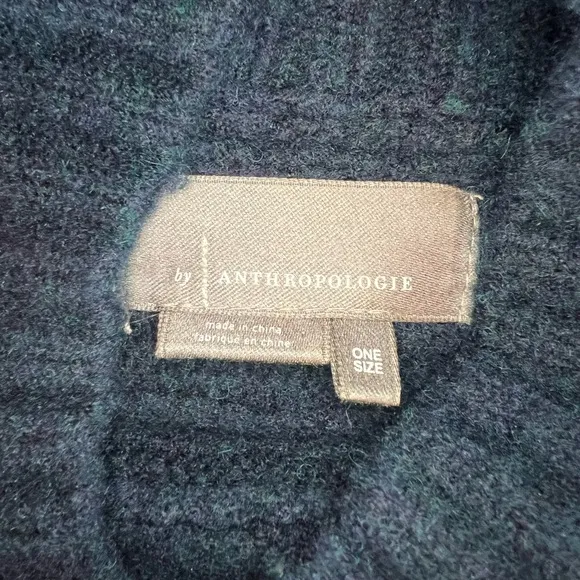 by ANTHROPOLOGIE
made in china
fabriqué en chine
ONE
SIZE